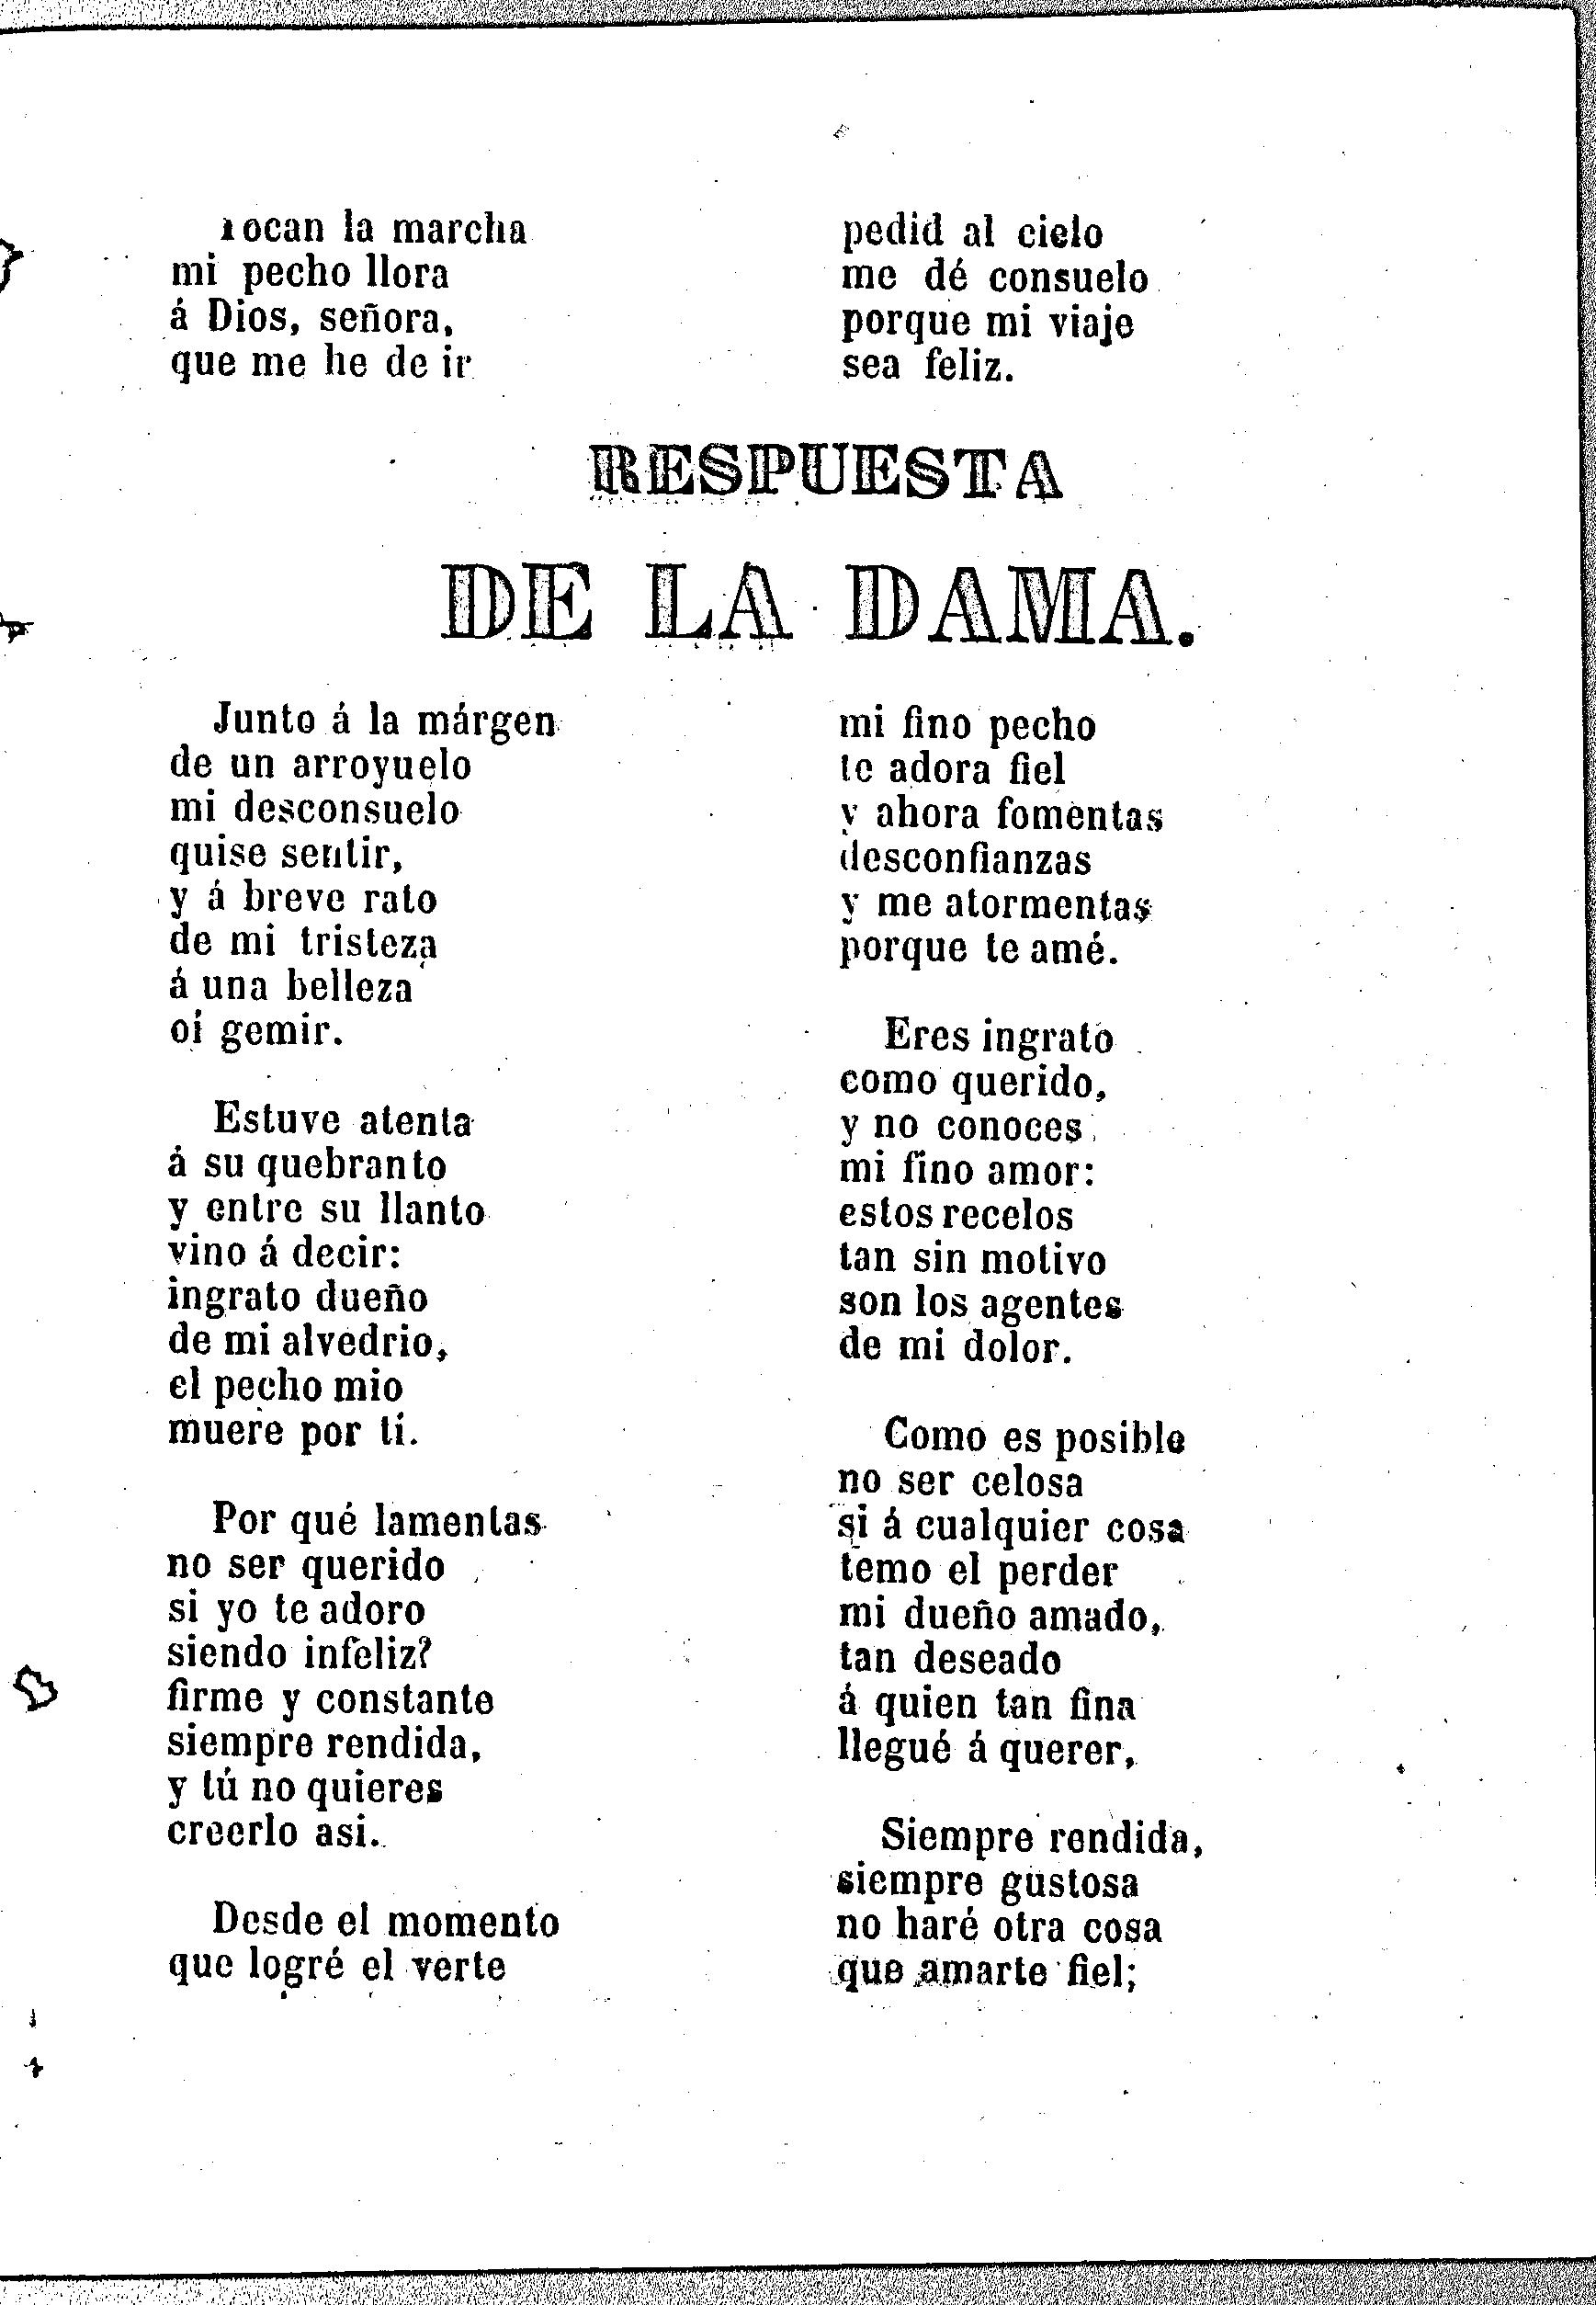 Tocan la marcha
mi pecho llora
á Dios, señora,
que me he de ir
pedid al cielo
me dé consuelo
porque mi viaje
sea feliz.
RESPUESTA
DE LA DAMA.
Junto á la márgen
de un arroyuelo
mi desconsuelo
quise sentir,
y á breve rato
de mi tristeza
á una belleza
oí gemir.
Estuve atenta
á su quebranto
y entre su llanto
vino á decir:
ingrato dueño
de mi alvedrio,
el pecho mio
muere por tí.
Por qué lamentas
no ser querido
si yo te adoro
siendo infeliz?
firme y constante
siempre rendida,
y tú no quieres
creerlo asi.
Desde el momento
que logré el verte
mi fino pecho
te adora fiel
y ahora fomentas
desconfianzas
y me atormentas
porque te amé.
Eres ingrato
como querido,
y no conoces
mi fino amor:
estos recelos
tan sin motivo
son los agentes
de mi dolor.
Como es posible
no ser celosa
si á cualquier cosa
temo el perder
mi dueño amado,
tan deseado
á quien tan fina
llegué á querer,
Siempre rendida,
siempre gustosa
no haré otra cosa
que amarte fiel;